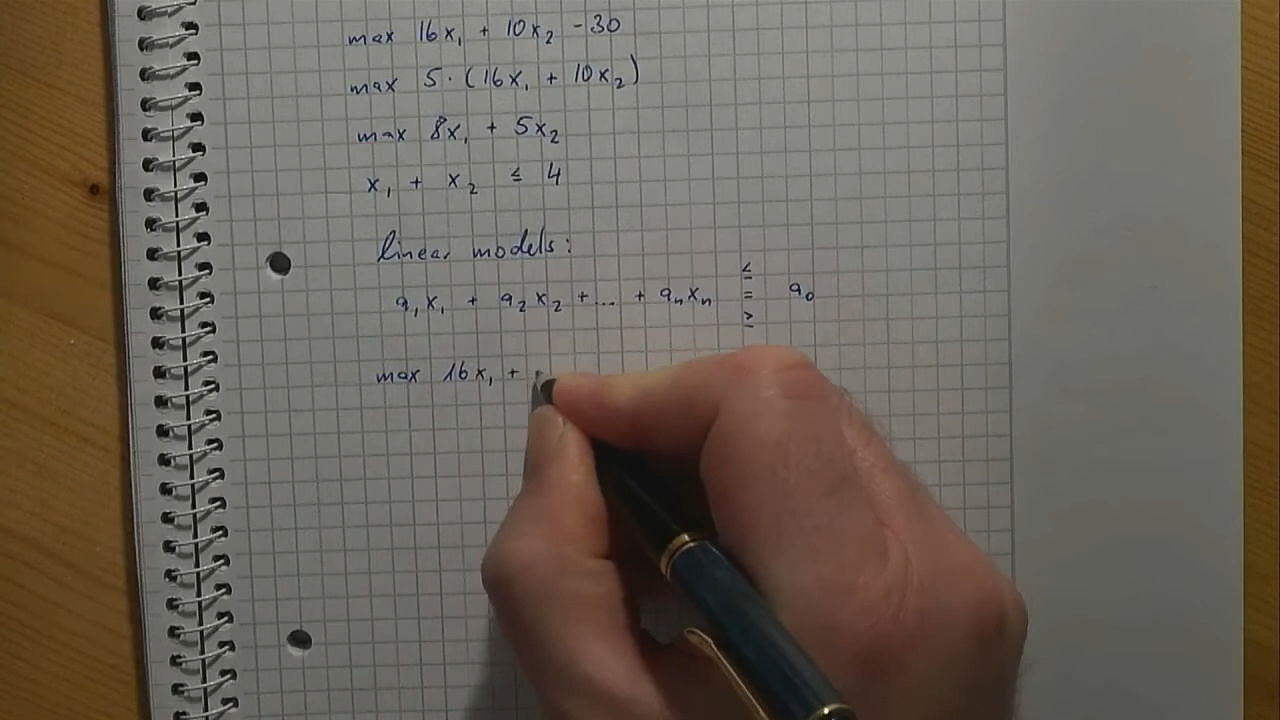 max 16x₁ + 10x₂ - 30
max 5·(16x₁ + 10x₂)
max 8x₁ + 5x₂
x₁ + x₂ ≤ 4
linear models:
a₁x₁ + a₂x₂ + ... + aₙxₙ ≤ = ≥ a₀
max 16x₁ +